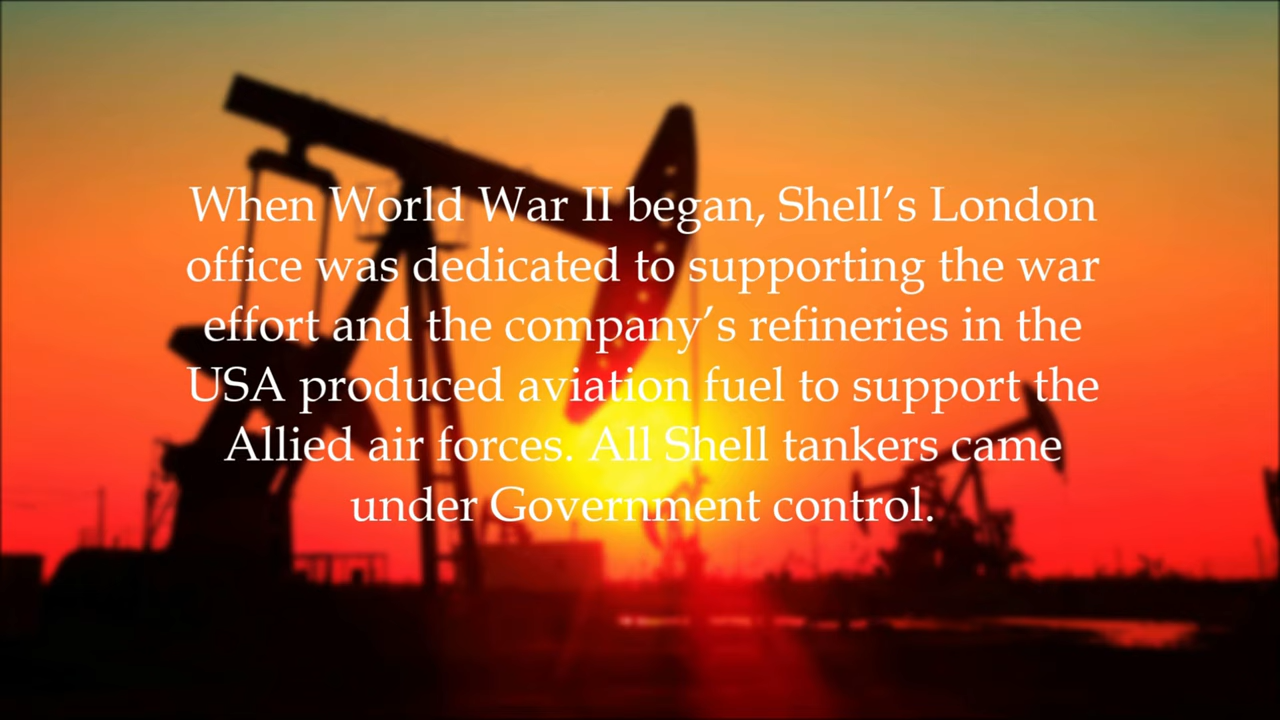 When World War II began, Shell’s London
office was dedicated to supporting the war
effort and the company’s refineries in the
USA produced aviation fuel to support the
Allied air forces. All Shell tankers came
under Government control.